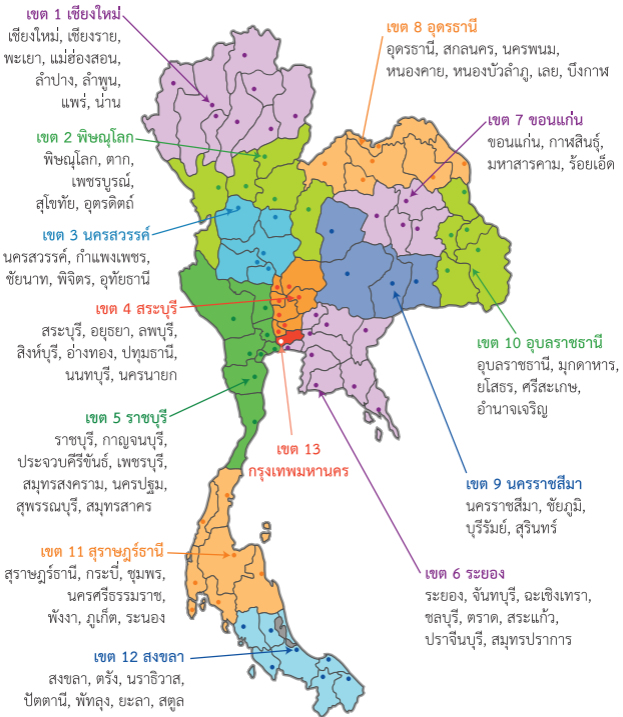 เขต 1 เชียงใหม่
เชียงใหม่, เชียงราย,
พะเยา, แม่ฮ่องสอน,
ลำปาง, ลำพูน,
แพร่, น่าน
เขต 2 พิษณุโลก
พิษณุโลก, ตาก,
เพชรบูรณ์,
สุโขทัย, อุตรดิตถ์
เขต 3 นครสวรรค์
นครสวรรค์, กำแพงเพชร,
ชัยนาท, พิจิตร, อุทัยธานี
เขต 4 สระบุรี
สระบุรี, อยุธยา, ลพบุรี,
สิงห์บุรี, อ่างทอง, ปทุมธานี,
นนทบุรี, นครนายก
เขต 5 ราชบุรี
ราชบุรี, กาญจนบุรี,
ประจวบคีรีขันธ์, เพชรบุรี,
สมุทรสงคราม, นครปฐม,
สุพรรณบุรี, สมุทรสาคร
เขต 11 สุราษฎร์ธานี
สุราษฎร์ธานี, กระบี่, ชุมพร,
นครศรีธรรมราช,
พังงา, ภูเก็ต, ระนอง
เขต 12 สงขลา
สงขลา, ตรัง, นราธิวาส,
ปัตตานี, พัทลุง, ยะลา, สตูล
เขต 8 อุดรธานี
อุดรธานี, สกลนคร, นครพนม,
หนองคาย, หนองบัวลำภู, เลย, บึงกาฬ
เขต 7 ขอนแก่น
ขอนแก่น, กาฬสินธุ์,
มหาสารคาม, ร้อยเอ็ด
เขต 10 อุบลราชธานี
อุบลราชธานี, มุกดาหาร,
ยโสธร, ศรีสะเกษ,
อำนาจเจริญ
เขต 13
กรุงเทพมหานคร
เขต 9 นครราชสีมา
นครราชสีมา, ชัยภูมิ,
บุรีรัมย์, สุรินทร์
เขต 6 ระยอง
ระยอง, จันทบุรี, ฉะเชิงเทรา,
ชลบุรี, ตราด, สระแก้ว,
ปราจีนบุรี, สมุทรปราการ